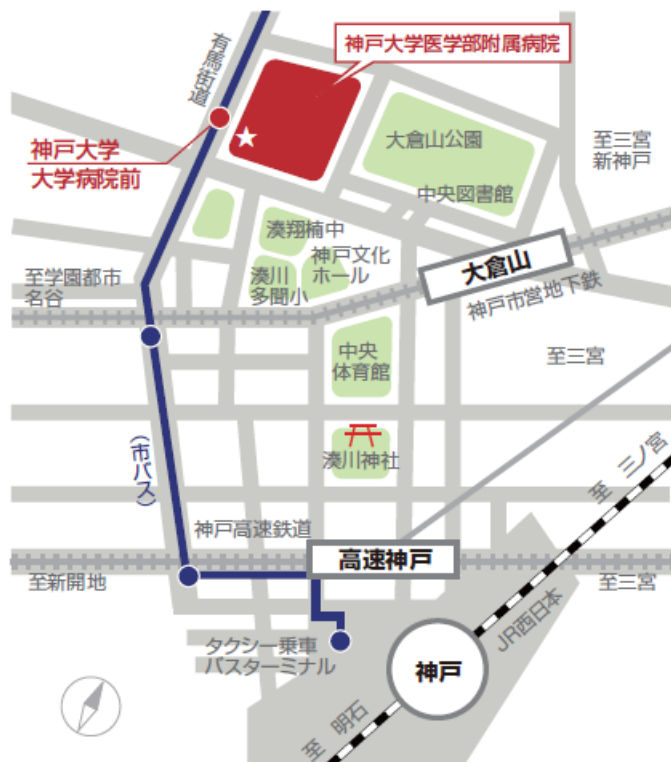 有馬街道
神戸大学医学部附属病院
神戸大学
大学病院前
大倉山公園
中央図書館
至三宮
新神戸
湊翔楠中
神戸文化
ホール
湊川
多聞小
大倉山
神戸市営地下鉄
至学園都市
名谷
中央
体育館
至三宮
湊川神社
(市バス)
至 三ノ宮
神戸高速鉄道
高速神戸
至新開地
至三宮
JR西日本
タクシー乗車
バスターミナル
神戸
至 明石